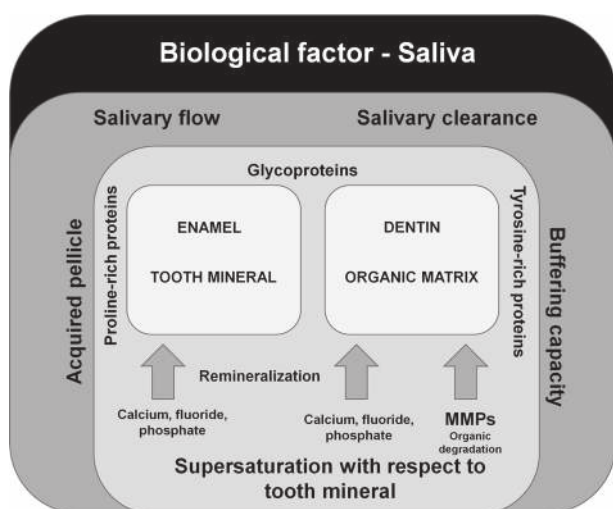 Biological factor - Saliva
Salivary flow
Salivary clearance
Glycoproteins
Acquired pellicle
Proline-rich proteins
ENAMEL
TOOTH MINERAL
DENTIN
ORGANIC MATRIX
Tyrosine-rich proteins
Buffering capacity
Remineralization
Calcium, fluoride,
phosphate
Calcium, fluoride,
phosphate
MMPs
Organic
degradation
Supersaturation with respect to
tooth mineral